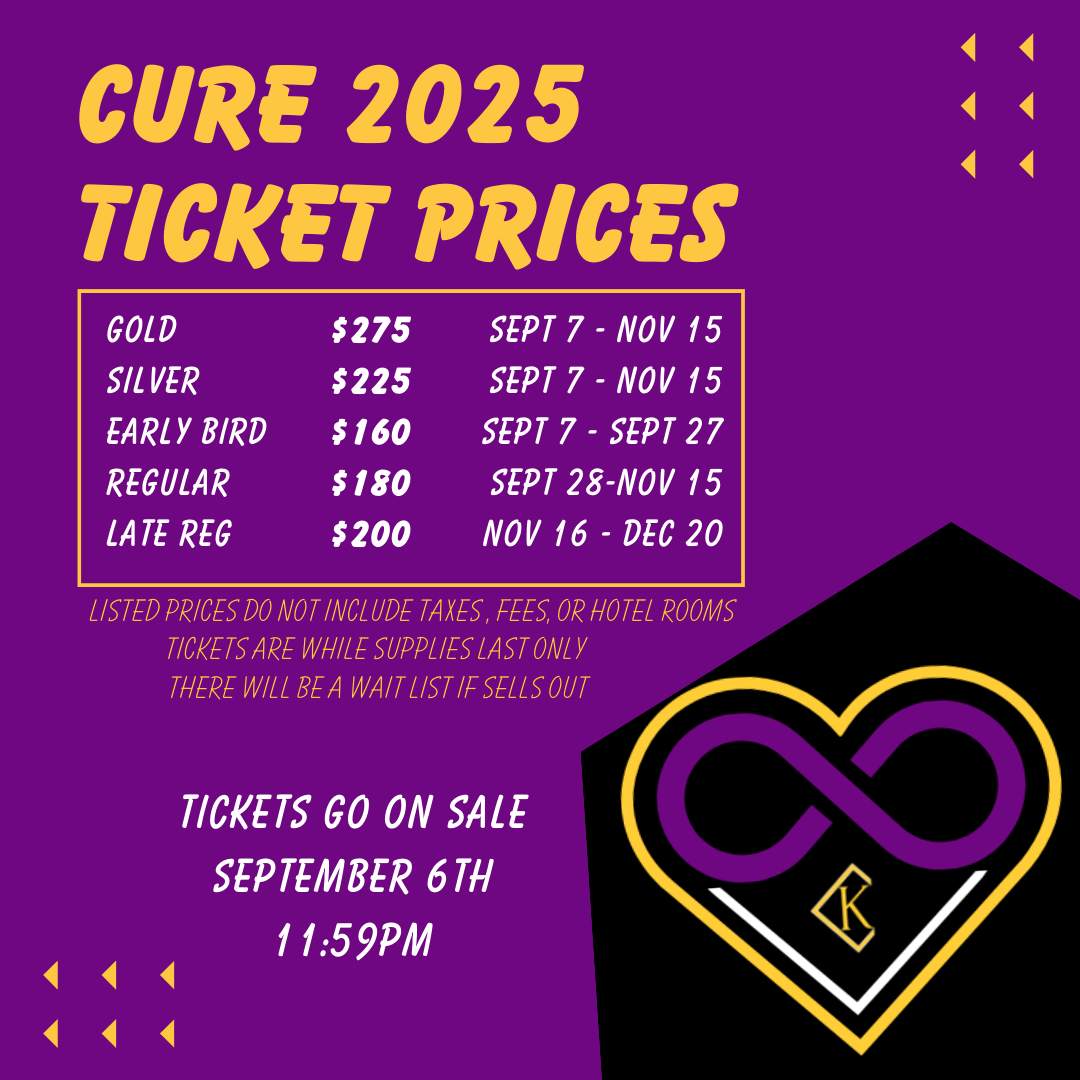 CURE 2025
TICKET PRICES
GOLD $275 SEPT 7 - NOV 15
SILVER $225 SEPT 7 - NOV 15
EARLY BIRD $160 SEPT 7 - SEPT 27
REGULAR $180 SEPT 28-NOV 15
LATE REG $200 NOV 16 - DEC 20
LISTED PRICES DO NOT INCLUDE TAXES , FEES, OR HOTEL ROOMS
TICKETS ARE WHILE SUPPLIES LAST ONLY
THERE WILL BE A WAIT LIST IF SELLS OUT
TICKETS GO ON SALE
SEPTEMBER 6TH
11:59PM
K